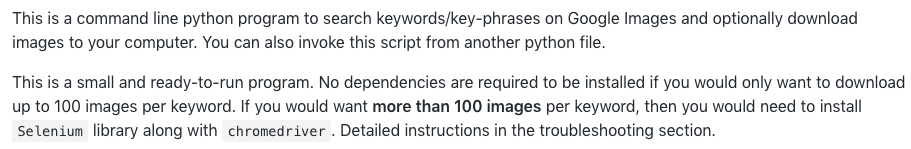 This is a command line python program to search keywords/key-phrases on Google Images and optionally download
images to your computer. You can also invoke this script from another python file.
This is a small and ready-to-run program. No dependencies are required to be installed if you would only want to download
up to 100 images per keyword. If you would want more than 100 images per keyword, then you would need to install
Selenium library along with chromedriver. Detailed instructions in the troubleshooting section.